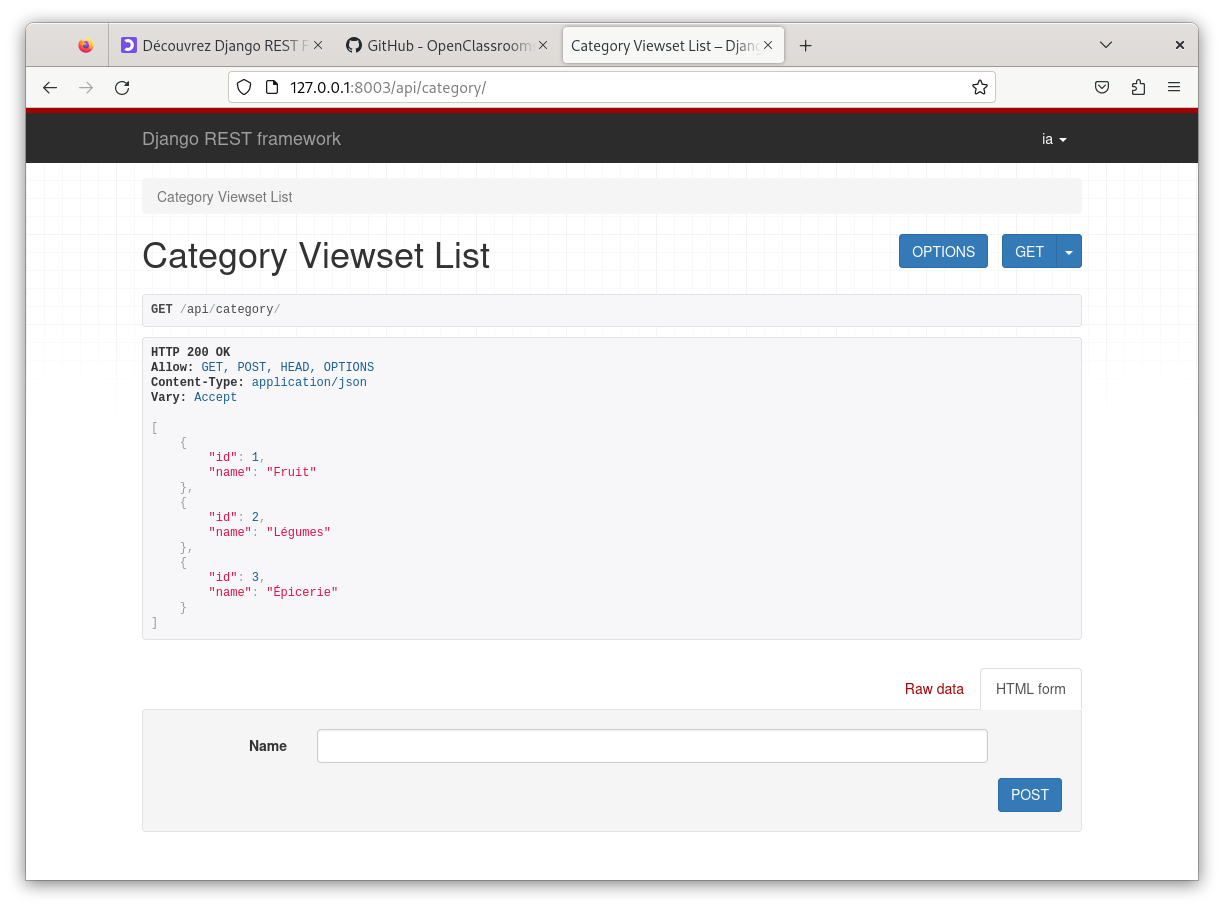 Découvrez Django REST F
GitHub - OpenClassroom
Category Viewset List – Djan
127.0.0.1:8003/api/category/
Django REST framework
ia
Category Viewset List
Category Viewset List
OPTIONS
GET
GET /api/category/
HTTP 200 OK
Allow: GET, POST, HEAD, OPTIONS
Content-Type: application/json
Vary: Accept
[
    {
        "id": 1,
        "name": "Fruit"
    },
    {
        "id": 2,
        "name": "Légumes"
    },
    {
        "id": 3,
        "name": "Épicerie"
    }
]
Raw data
HTML form
Name
POST